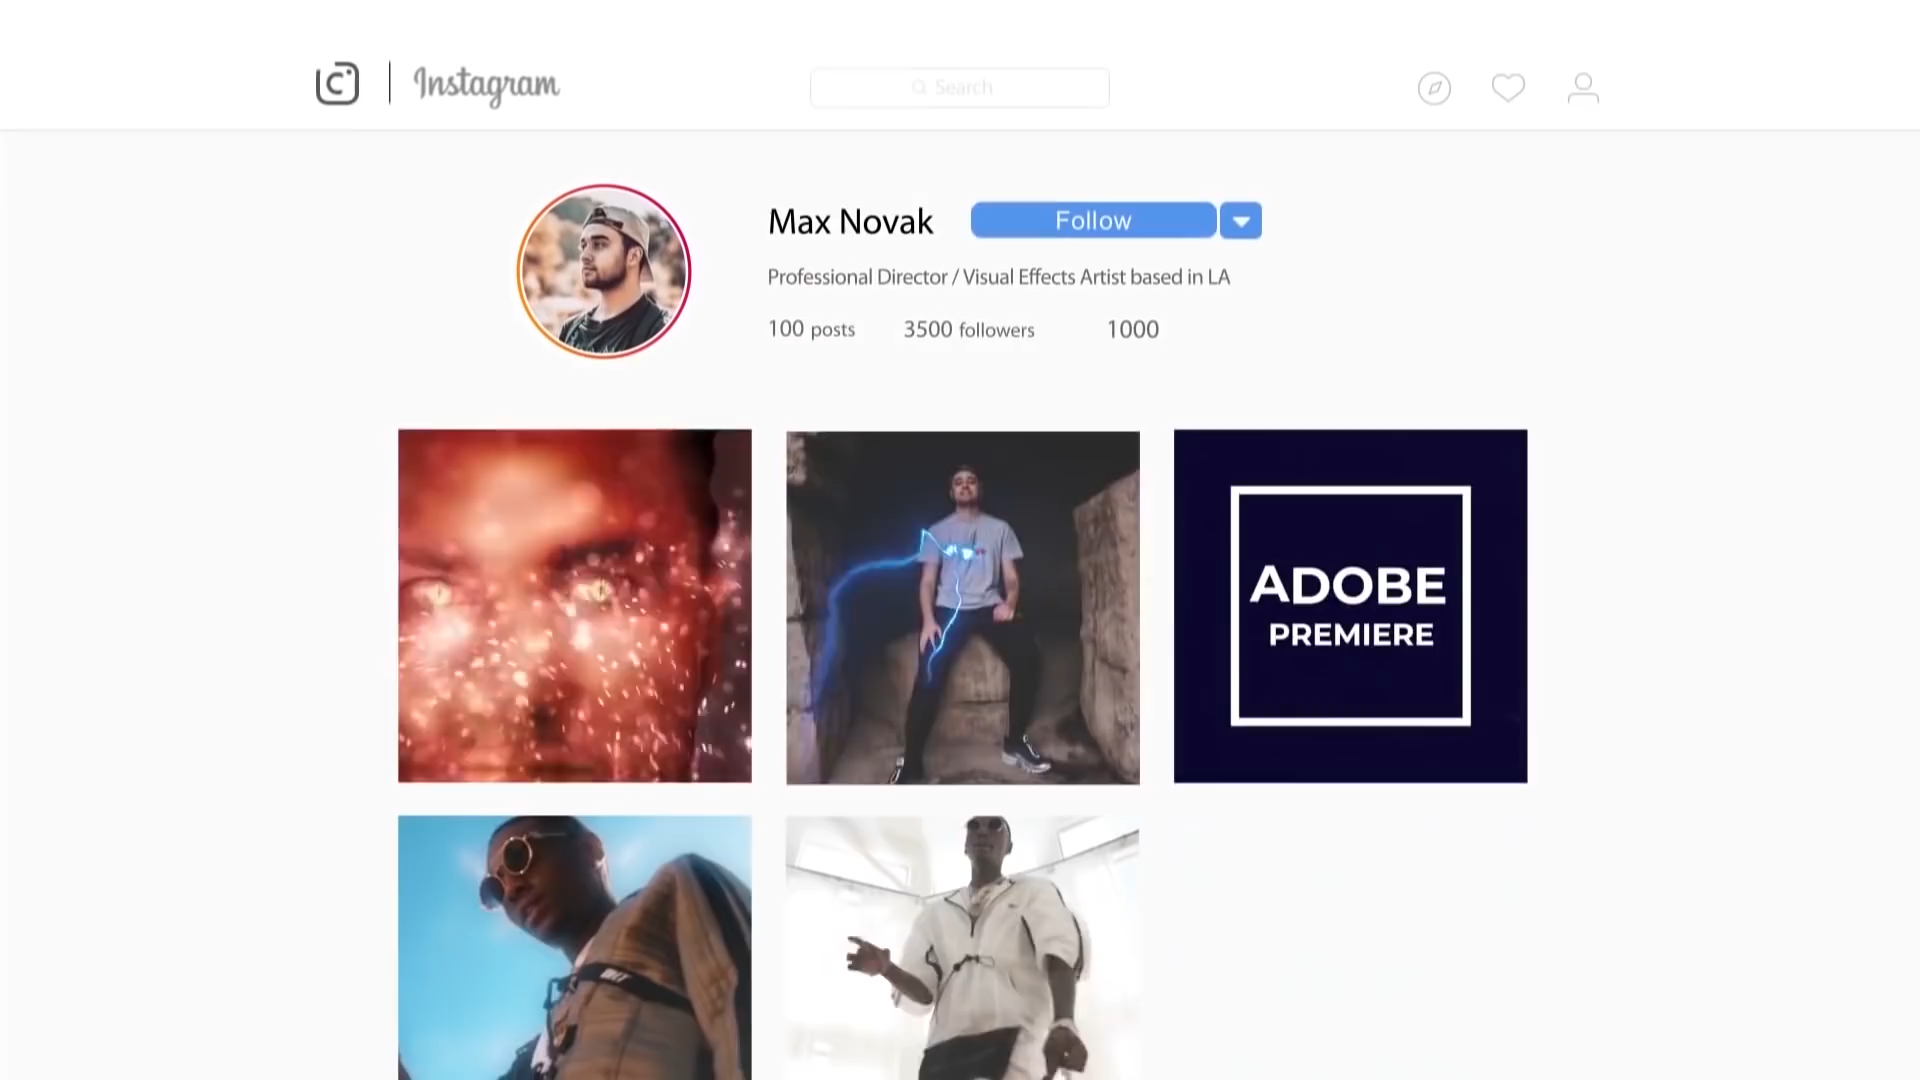 Instagram
Search
Max Novak
Follow
Professional Director / Visual Effects Artist based in LA
100 posts 3500 followers 1000
ADOBE
PREMIERE